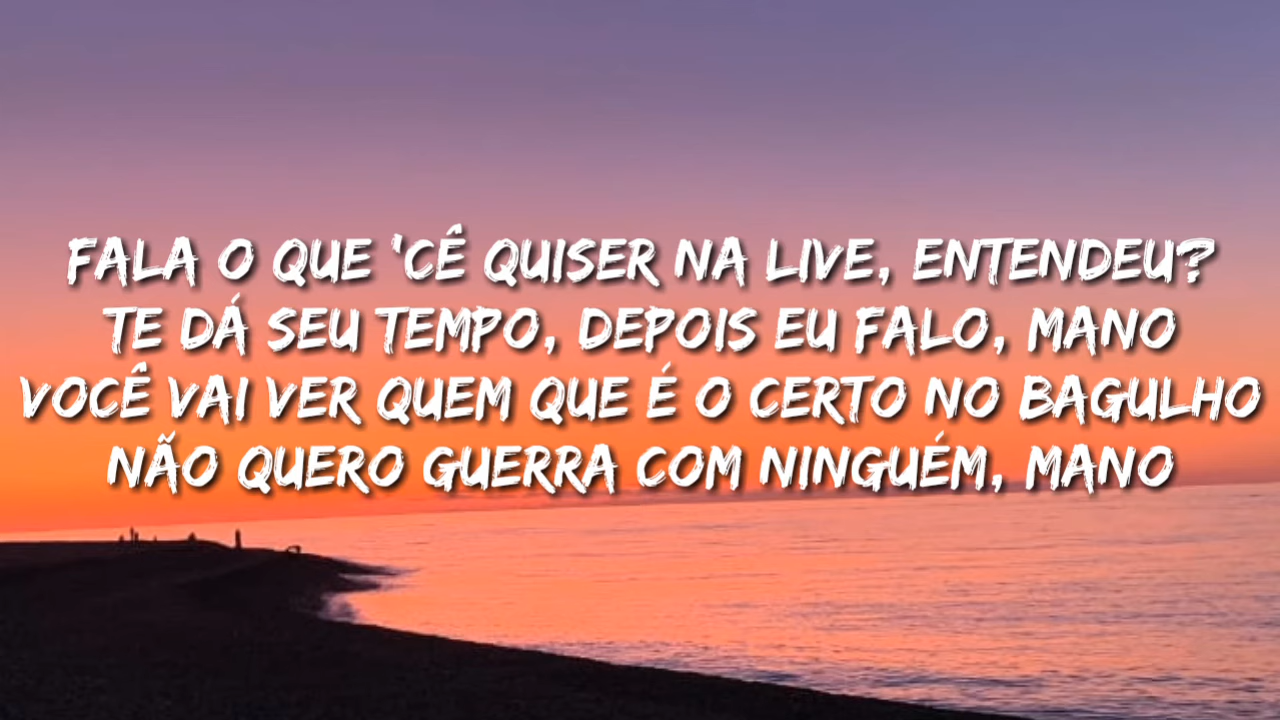 FALA O QUE 'CÊ QUISER NA LIVE, ENTENDEU?
TE DÁ SEU TEMPO, DEPOIS EU FALO, MANO
VOCÊ VAI VER QUEM QUE É O CERTO NO BAGULHO
NÃO QUERO GUERRA COM NINGUÉM, MANO